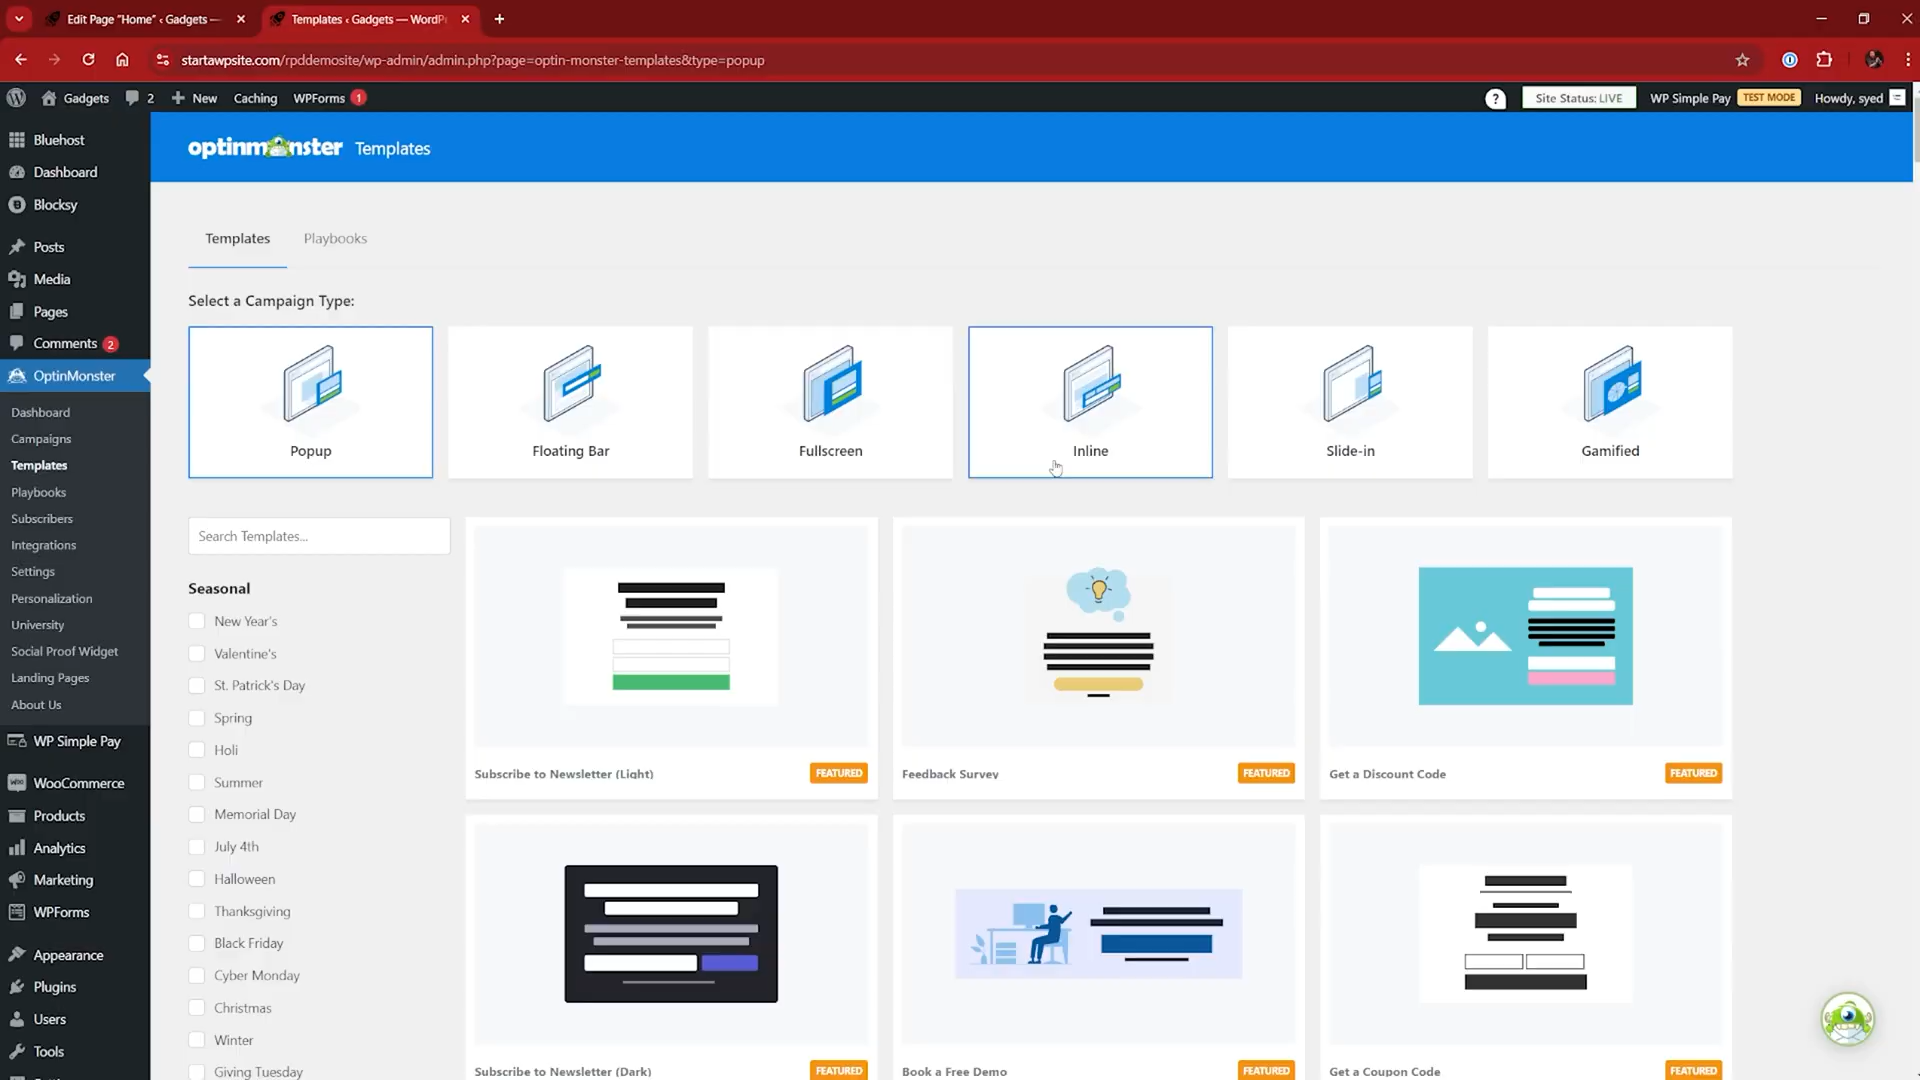 Edit Page "Home" ‹ Gadgets —
Templates ‹ Gadgets — WordP
startawpsite.com/rpddemosite/wp-admin/admin.php?page=optin-monster-templates&type=popup
Gadgets
2
New
Caching
WPForms 1
?
Site Status: LIVE
WP Simple Pay TEST MODE
Howdy, syed
Bluehost
Dashboard
Blocksy
Posts
Media
Pages
Comments 2
OptinMonster
Dashboard
Campaigns
Templates
Playbooks
Subscribers
Integrations
Settings
Personalization
University
Social Proof Widget
Landing Pages
About Us
WP Simple Pay
WooCommerce
Products
Analytics
Marketing
WPForms
Appearance
Plugins
Users
Tools
optinmonster Templates
Templates
Playbooks
Select a Campaign Type:
Popup
Floating Bar
Fullscreen
Inline
Slide-in
Gamified
Search Templates...
Seasonal
New Year's
Valentine's
St. Patrick's Day
Spring
Holi
Summer
Memorial Day
July 4th
Halloween
Thanksgiving
Black Friday
Cyber Monday
Christmas
Winter
Giving Tuesday
Subscribe to Newsletter (Light) FEATURED
Feedback Survey FEATURED
Get a Discount Code FEATURED
Subscribe to Newsletter (Dark) FEATURED
Book a Free Demo FEATURED
Get a Coupon Code FEATURED